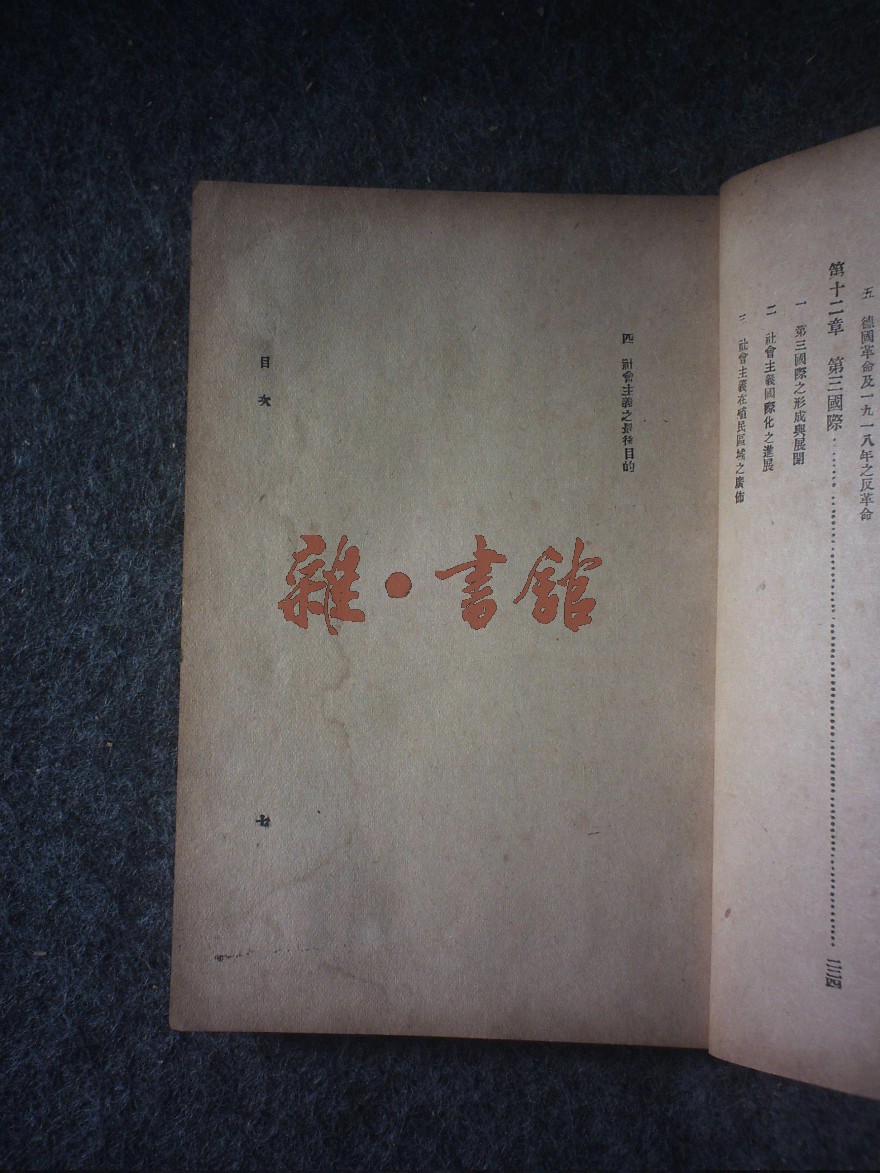 五　德國革命及一九一八年之反革命
第十二章　第三國際……二三四
一　第三國際之形成與展開
二　社會主義國際化之進展
三　社會主義在殖民區域之廣佈
四　社會主義之最後目的
目次
雜·書館